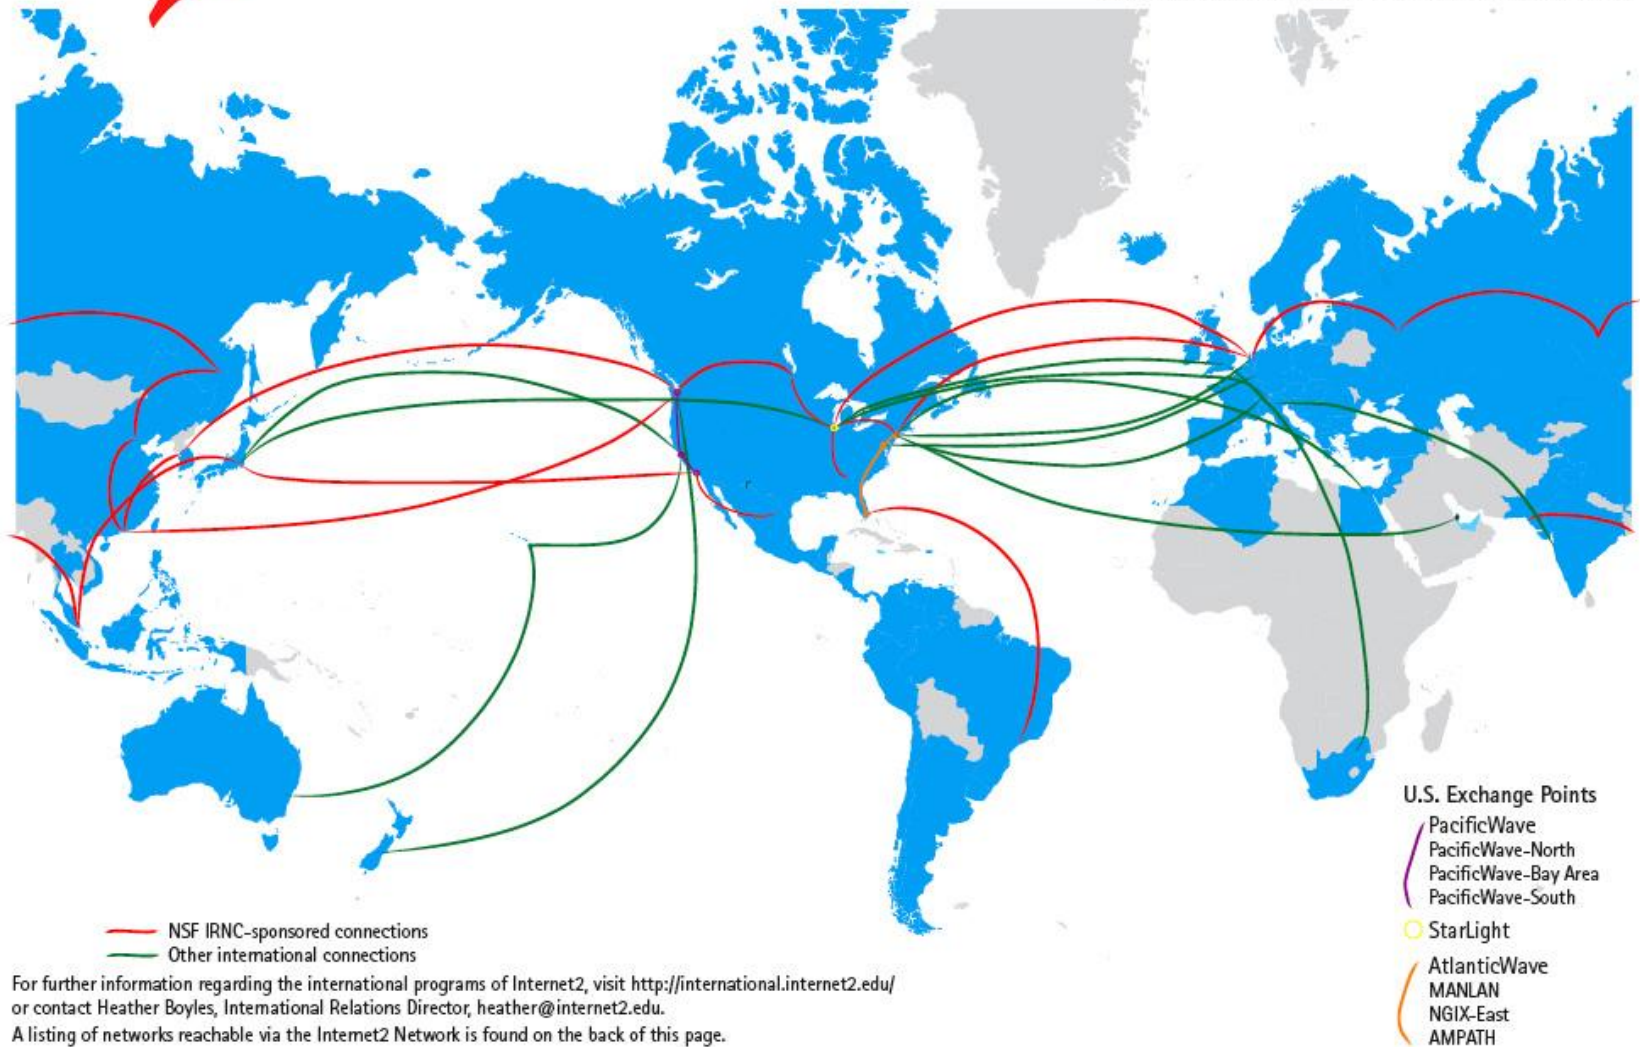 U.S. Exchange Points
PacificWave
PacificWave-North
PacificWave-Bay Area
PacificWave-South
StarLight
AtlanticWave
MANLAN
NGIX-East
AMPATH
NSF IRNC-sponsored connections
Other international connections
For further information regarding the international programs of Internet2, visit http://international.internet2.edu/
or contact Heather Boyles, International Relations Director, heather@internet2.edu.
A listing of networks reachable via the Internet2 Network is found on the back of this page.